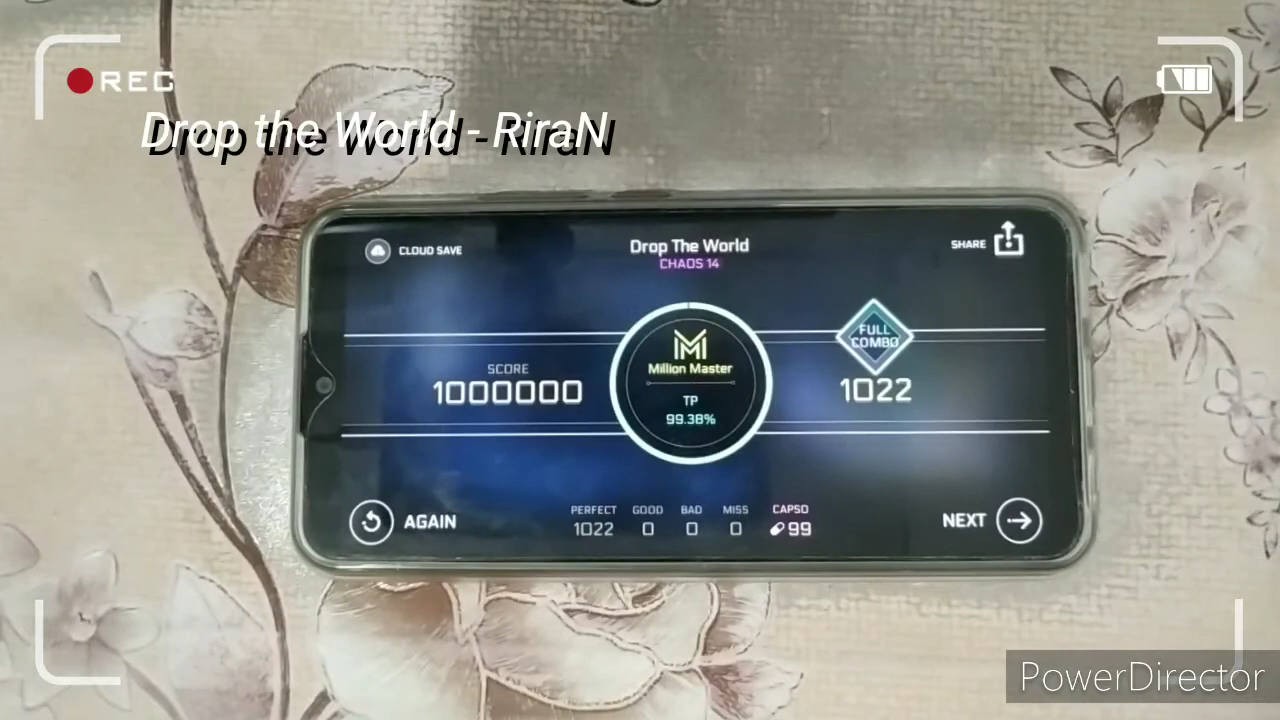 REC
Drop the World - RiraN
CLOUD SAVE
Drop The World
CHAOS 14
SHARE
FULL
COMBO
Million Master
SCORE
1000000
TP
99.38%
1022
PERFECT GOOD BAD MISS CAPSO
1022 0 0 0 99
AGAIN
NEXT
PowerDirector